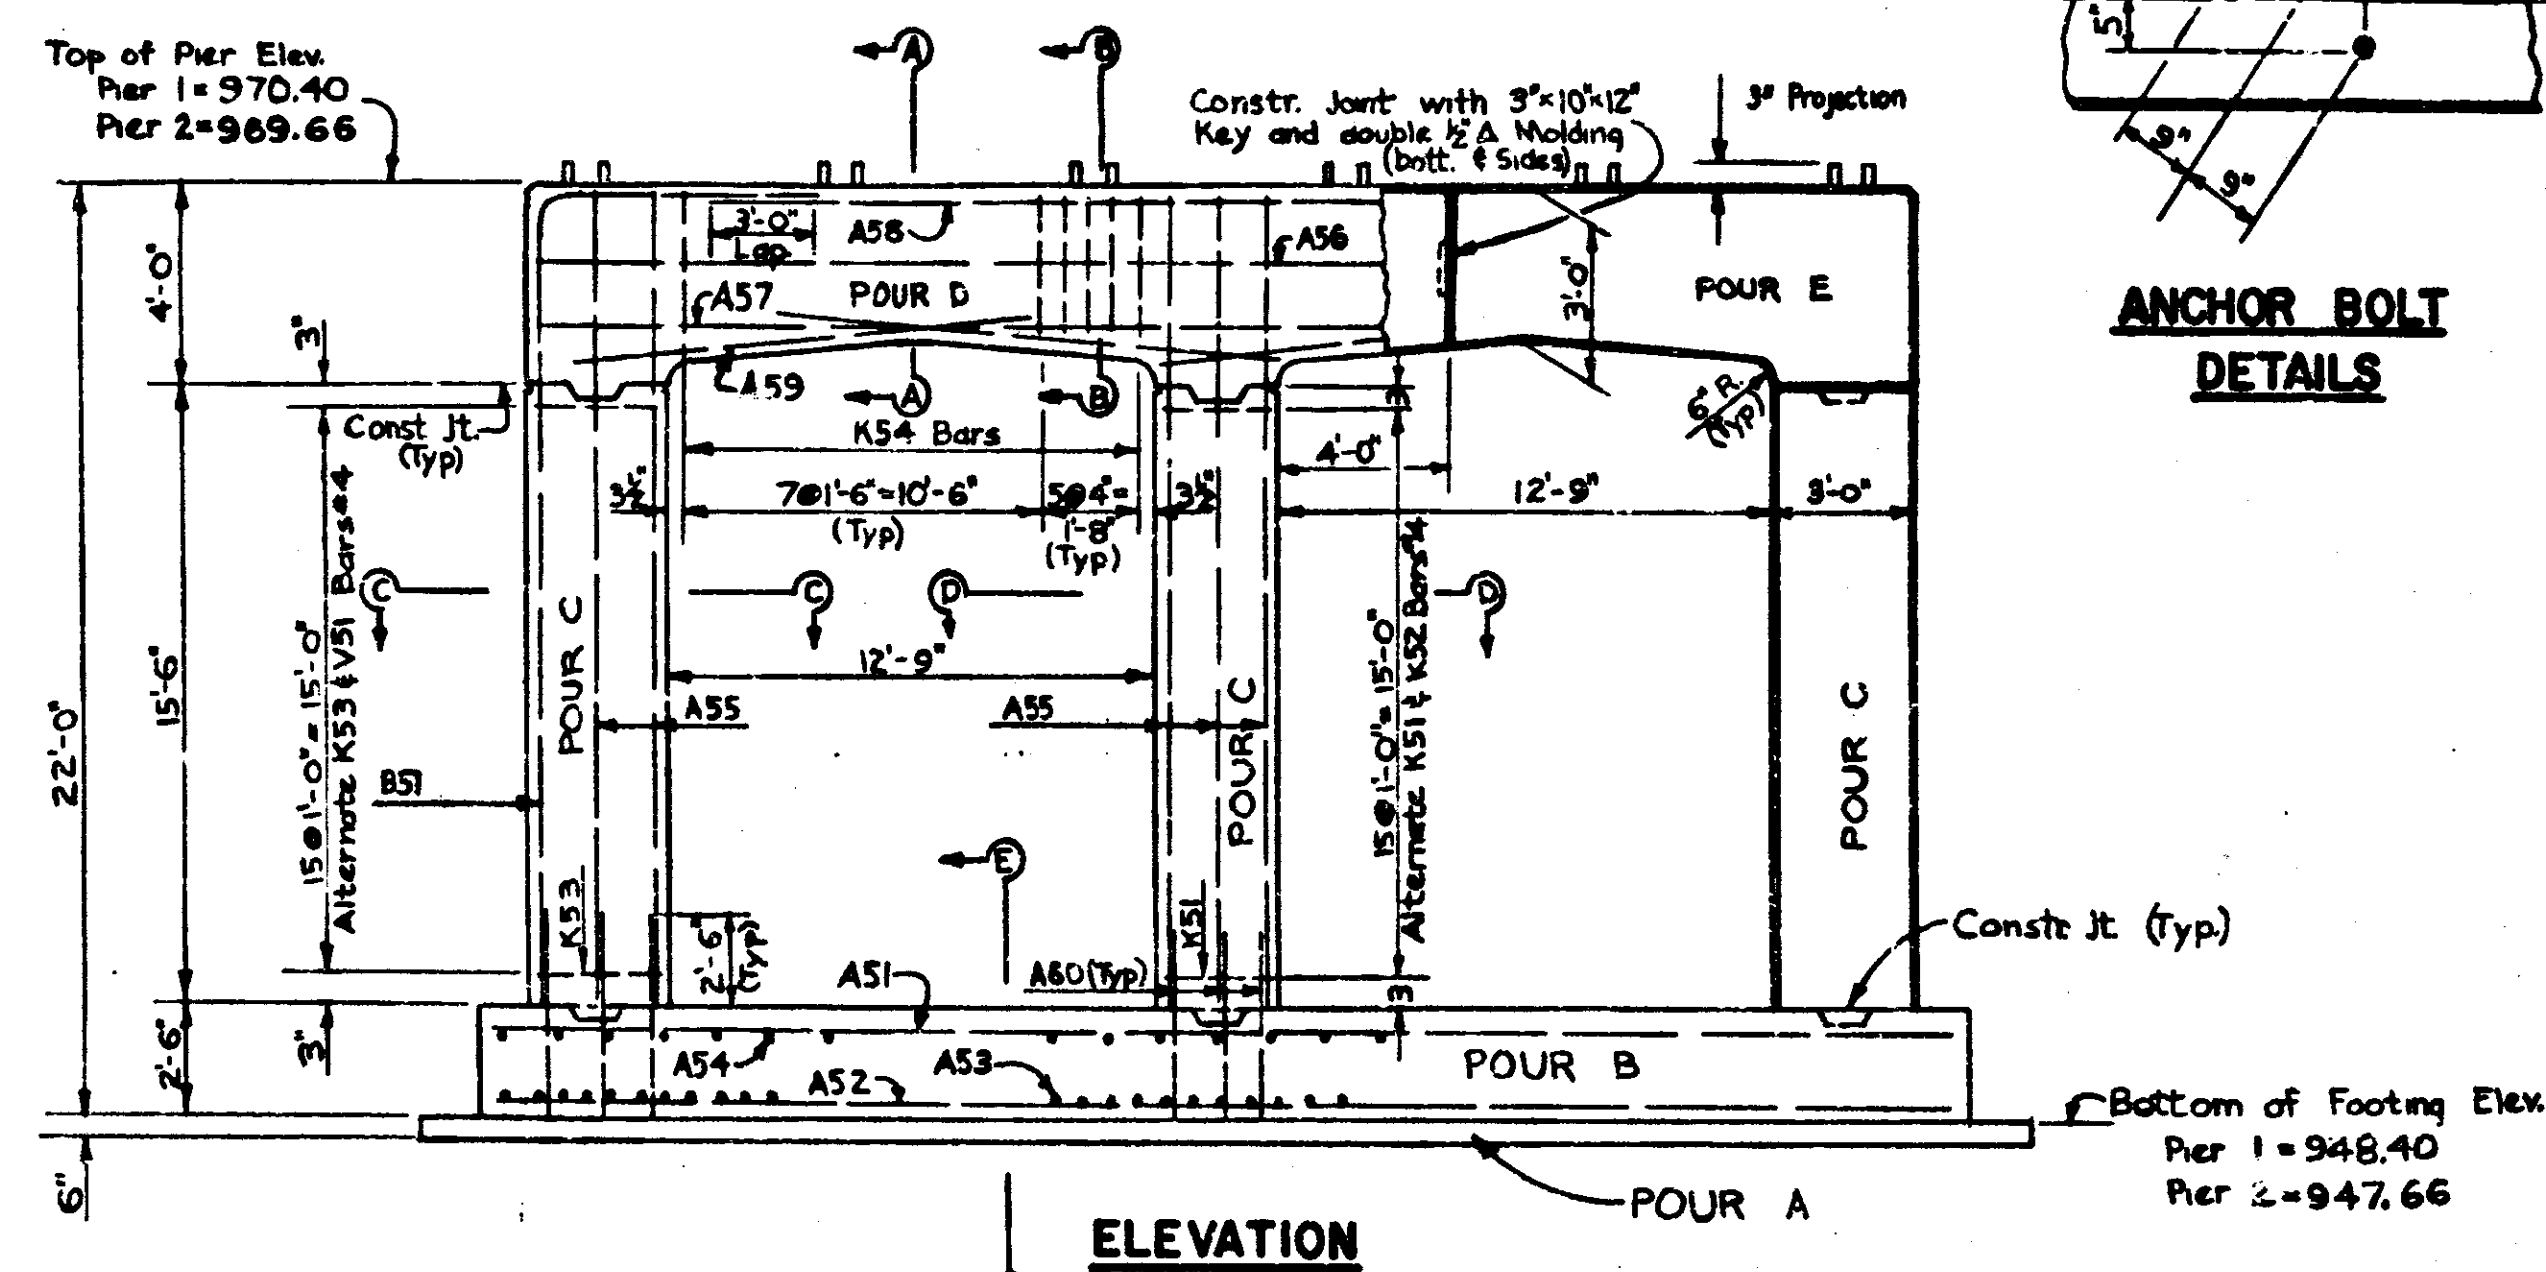 Top of Pier Elev.
Pier 1 = 970.40
Pier 2 = 969.66
A
B
Constr. Joint with 3"x10"x12"
Key and double ½" Δ Molding
(bott. & Sides)
3" Projection
5"
9"
9"
ANCHOR BOLT
DETAILS
4'-0"
3"
3'-0"
Lap
A58
A56
A57
POUR D
3'-0"
POUR E
A59
A
B
6" R.
(Typ)
Const Jt.
(Typ)
K54 Bars
3
4'-0"
3½"
7@1'-6"=10'-6"
(Typ)
5@4"=
1'-8"
(Typ)
3½"
12'-9"
3'-0"
C
C
D
D
22'-0"
15'-6"
15@1'-0"=15'-0"
Alternate K53 & V51 Bars #4
POUR C
12'-9"
A55
A55
POUR C
15@1'-0"=15'-0"
Alternate K51 & K52 Bars #4
POUR C
B51
E
K53
2'-6"
(Typ)
K51
A60 (Typ)
A51
3
Constr. Jt (Typ.)
2'-6"
3"
A54
A52
A53
POUR B
Bottom of Footing Elev.
Pier 1 = 948.40
Pier 2 = 947.66
6"
POUR A
ELEVATION